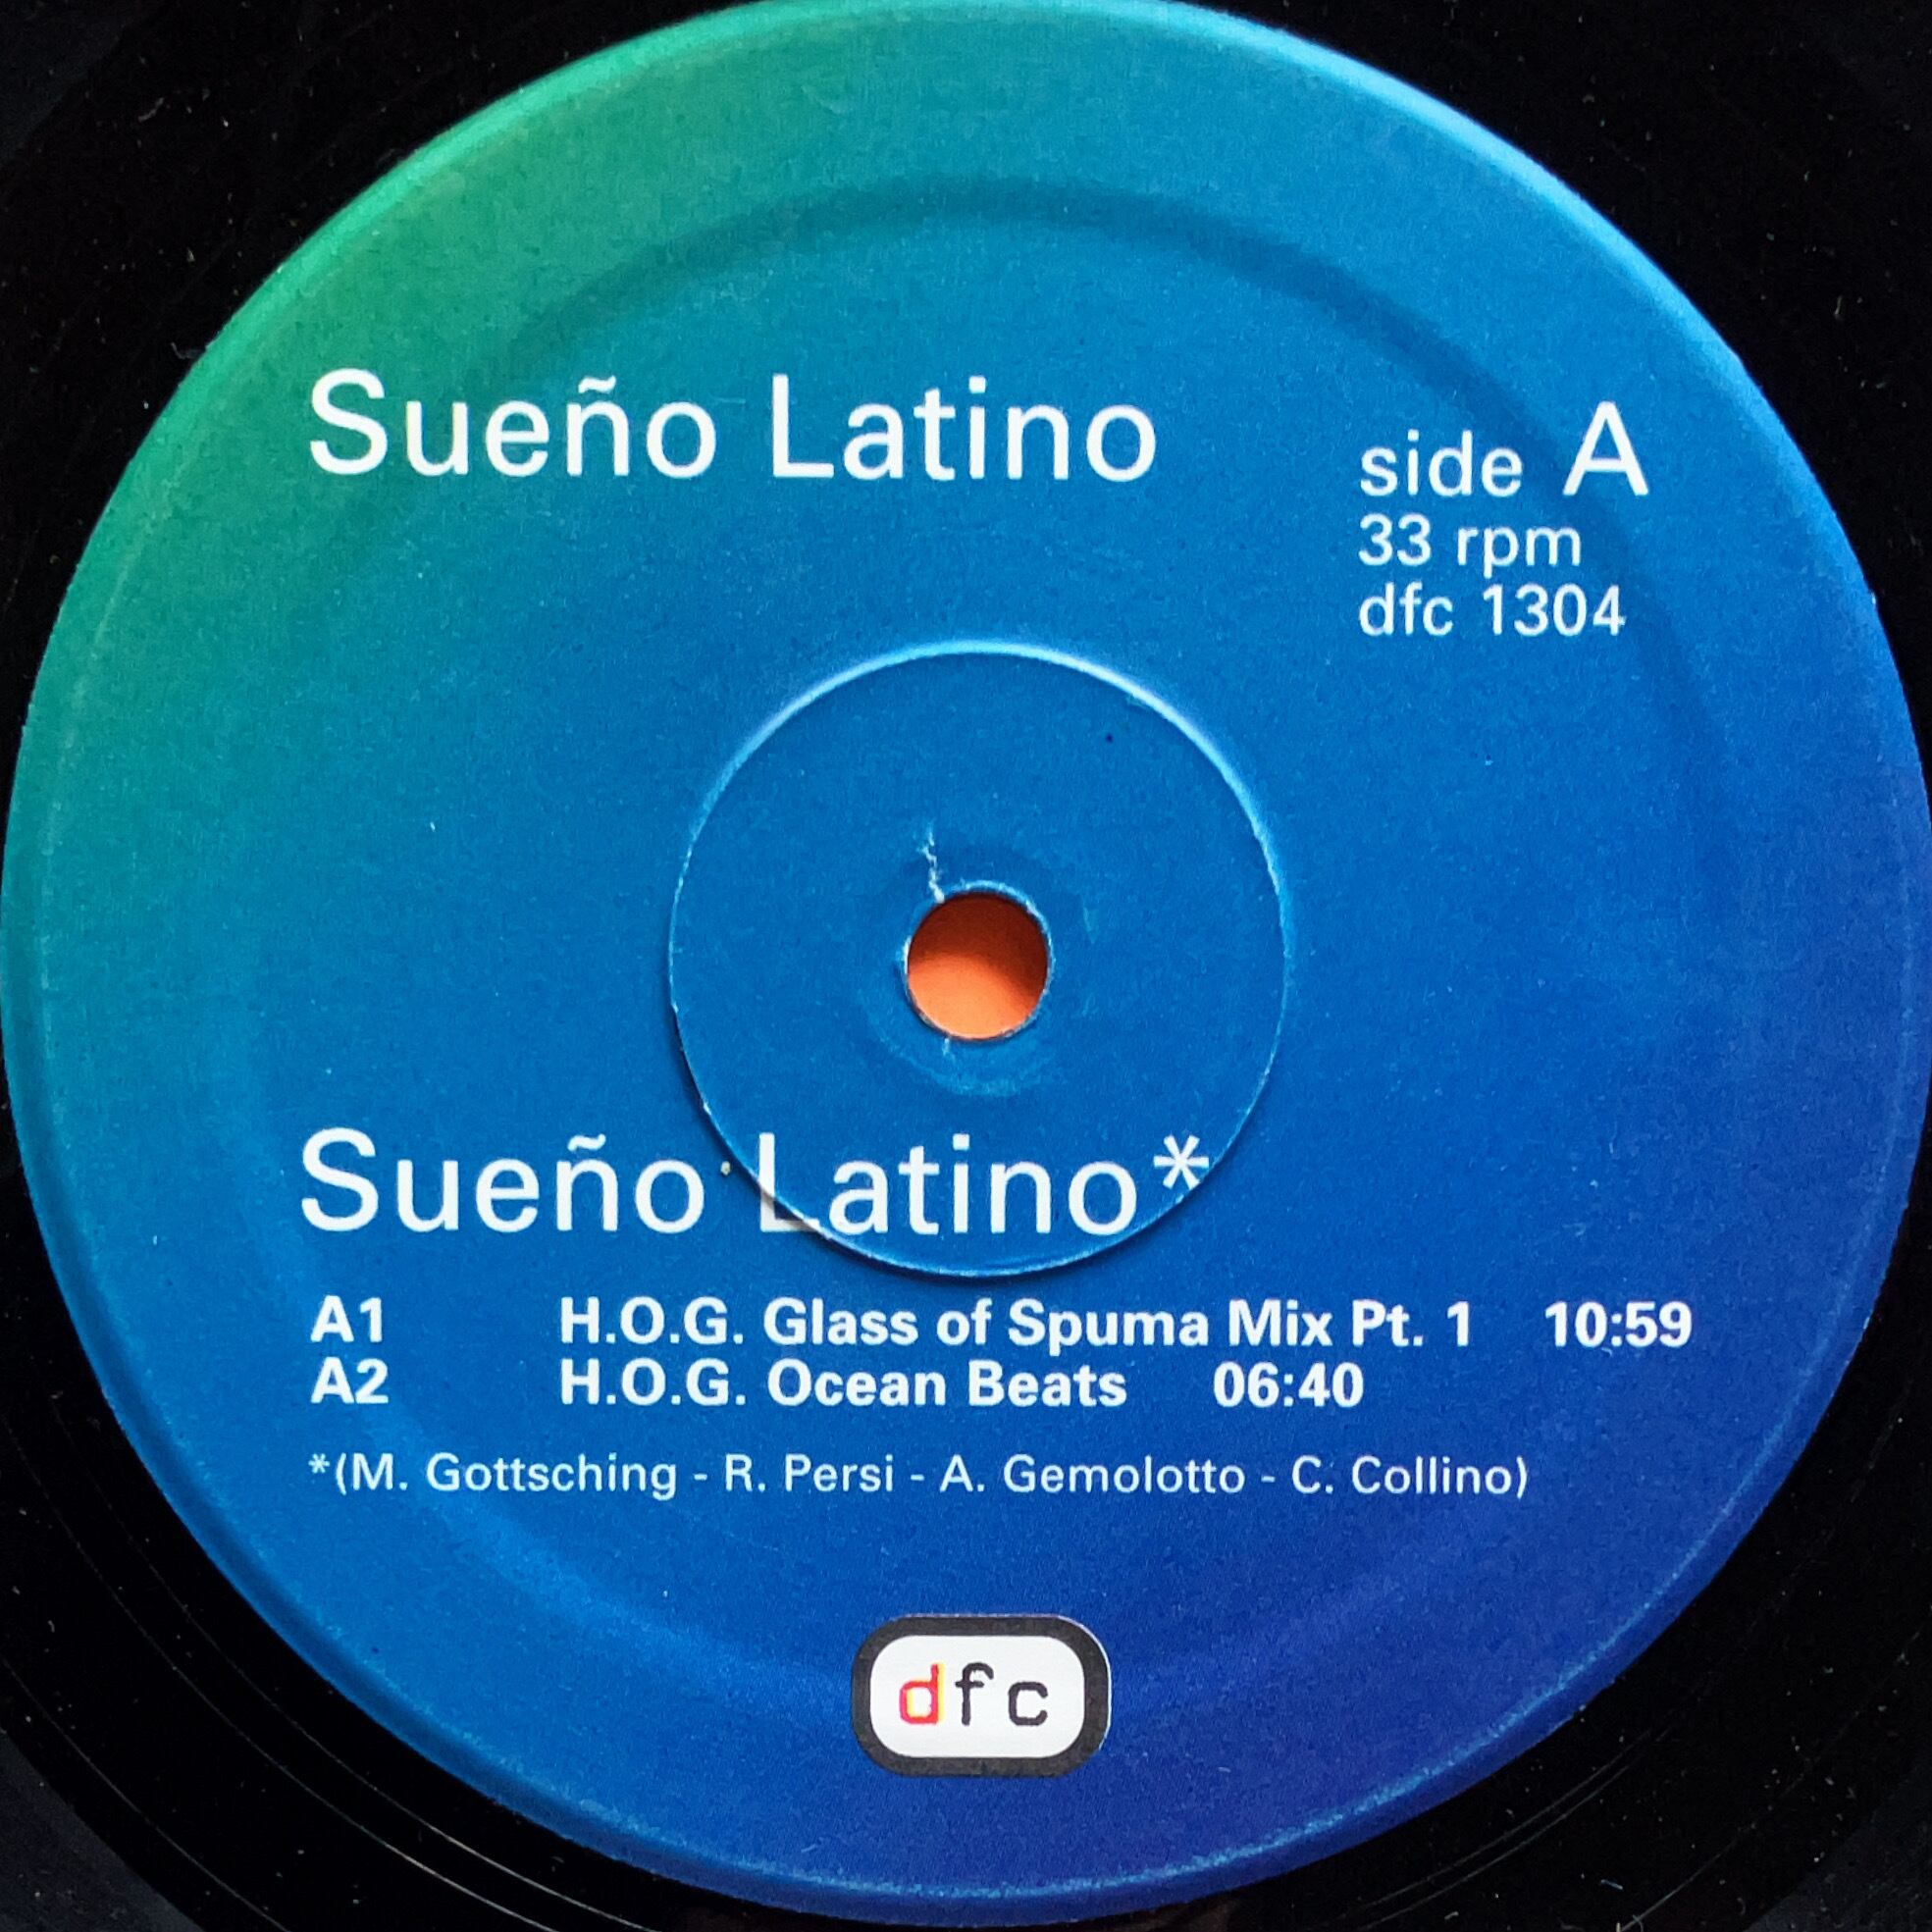 Sueño Latino
side A
33 rpm
dfc 1304
Sueño Latino*
A1 H.O.G. Glass of Spuma Mix Pt. 1 10:59
A2 H.O.G. Ocean Beats 06:40
*(M. Gottsching - R. Persi - A. Gemolotto - C. Collino)
dfc